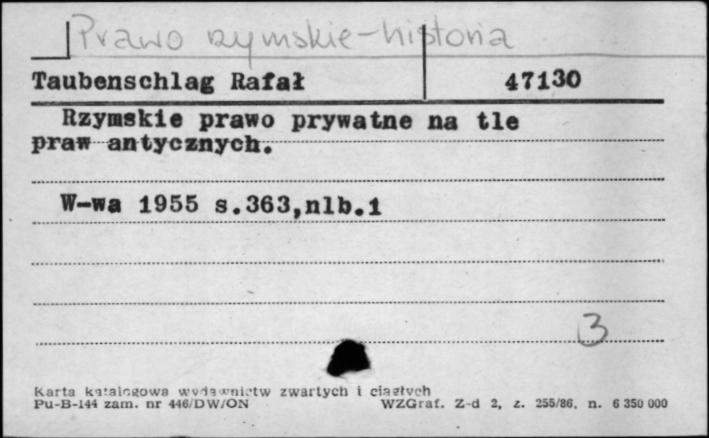 Prawo rzymskie-historia
Taubenschlag Rafał 47130
Rzymskie prawo prywatne na tle
praw antycznych.
W-wa 1955 s.363,nlb.1
3
Karta katalogowa wydawnictw zwartych i ciągłych
Pu-B-144 zam. nr 446/DW/ON WZGraf. Z-d 2, z. 255/86. n. 6 350 000